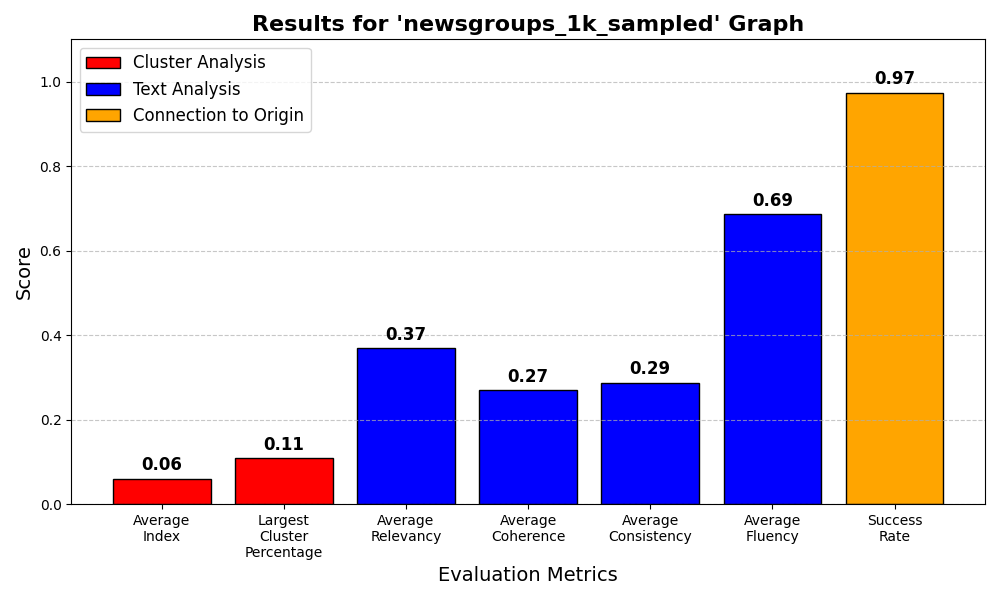 Results for 'newsgroups_1k_sampled' Graph
Cluster Analysis
Text Analysis
Connection to Origin
Score
1.0
0.8
0.6
0.4
0.2
0.0
0.06
0.11
0.37
0.27
0.29
0.69
0.97
Average
Index
Largest
Cluster
Percentage
Average
Relevancy
Average
Coherence
Average
Consistency
Average
Fluency
Success
Rate
Evaluation Metrics